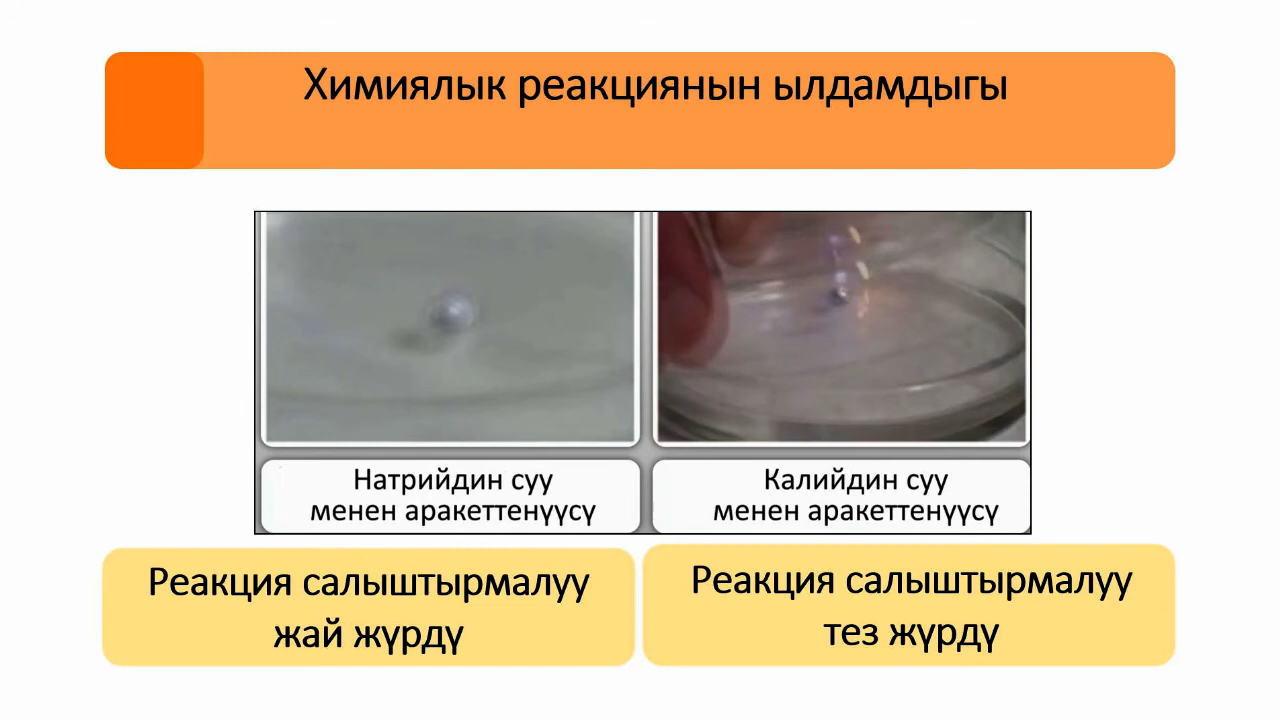 Химиялык реакциянын ылдамдыгы
Натрийдин суу
менен аракеттенүүсү
Калийдин суу
менен аракеттенүүсү
Реакция салыштырмалуу
жай жүрдү
Реакция салыштырмалуу
тез жүрдү